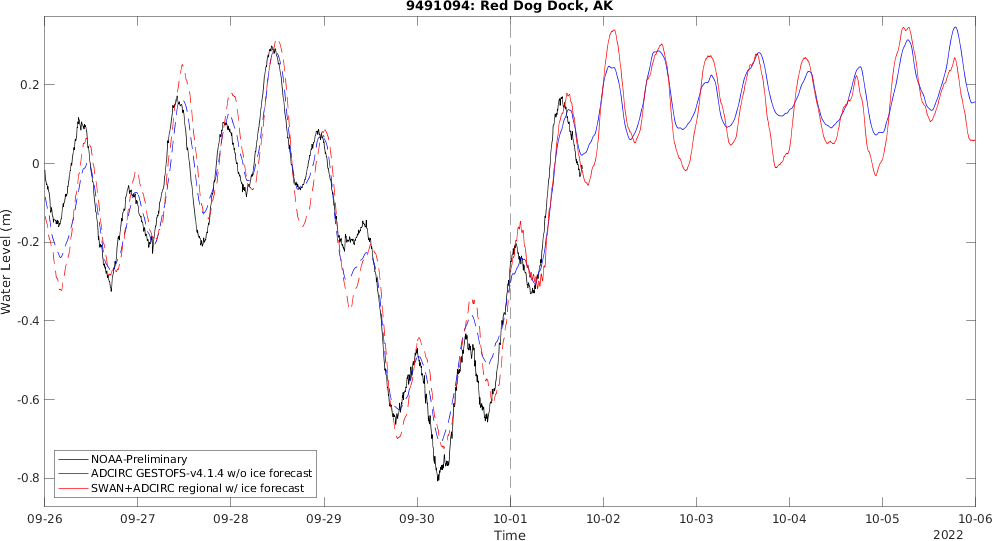 9491094: Red Dog Dock, AK
Water Level (m)
0.2
0
-0.2
-0.4
-0.6
-0.8
NOAA-Preliminary
ADCIRC GESTOFS-v4.1.4 w/o ice forecast
SWAN+ADCIRC regional w/ ice forecast
09-26 09-27 09-28 09-29 09-30 10-01 10-02 10-03 10-04 10-05 10-06
Time
2022